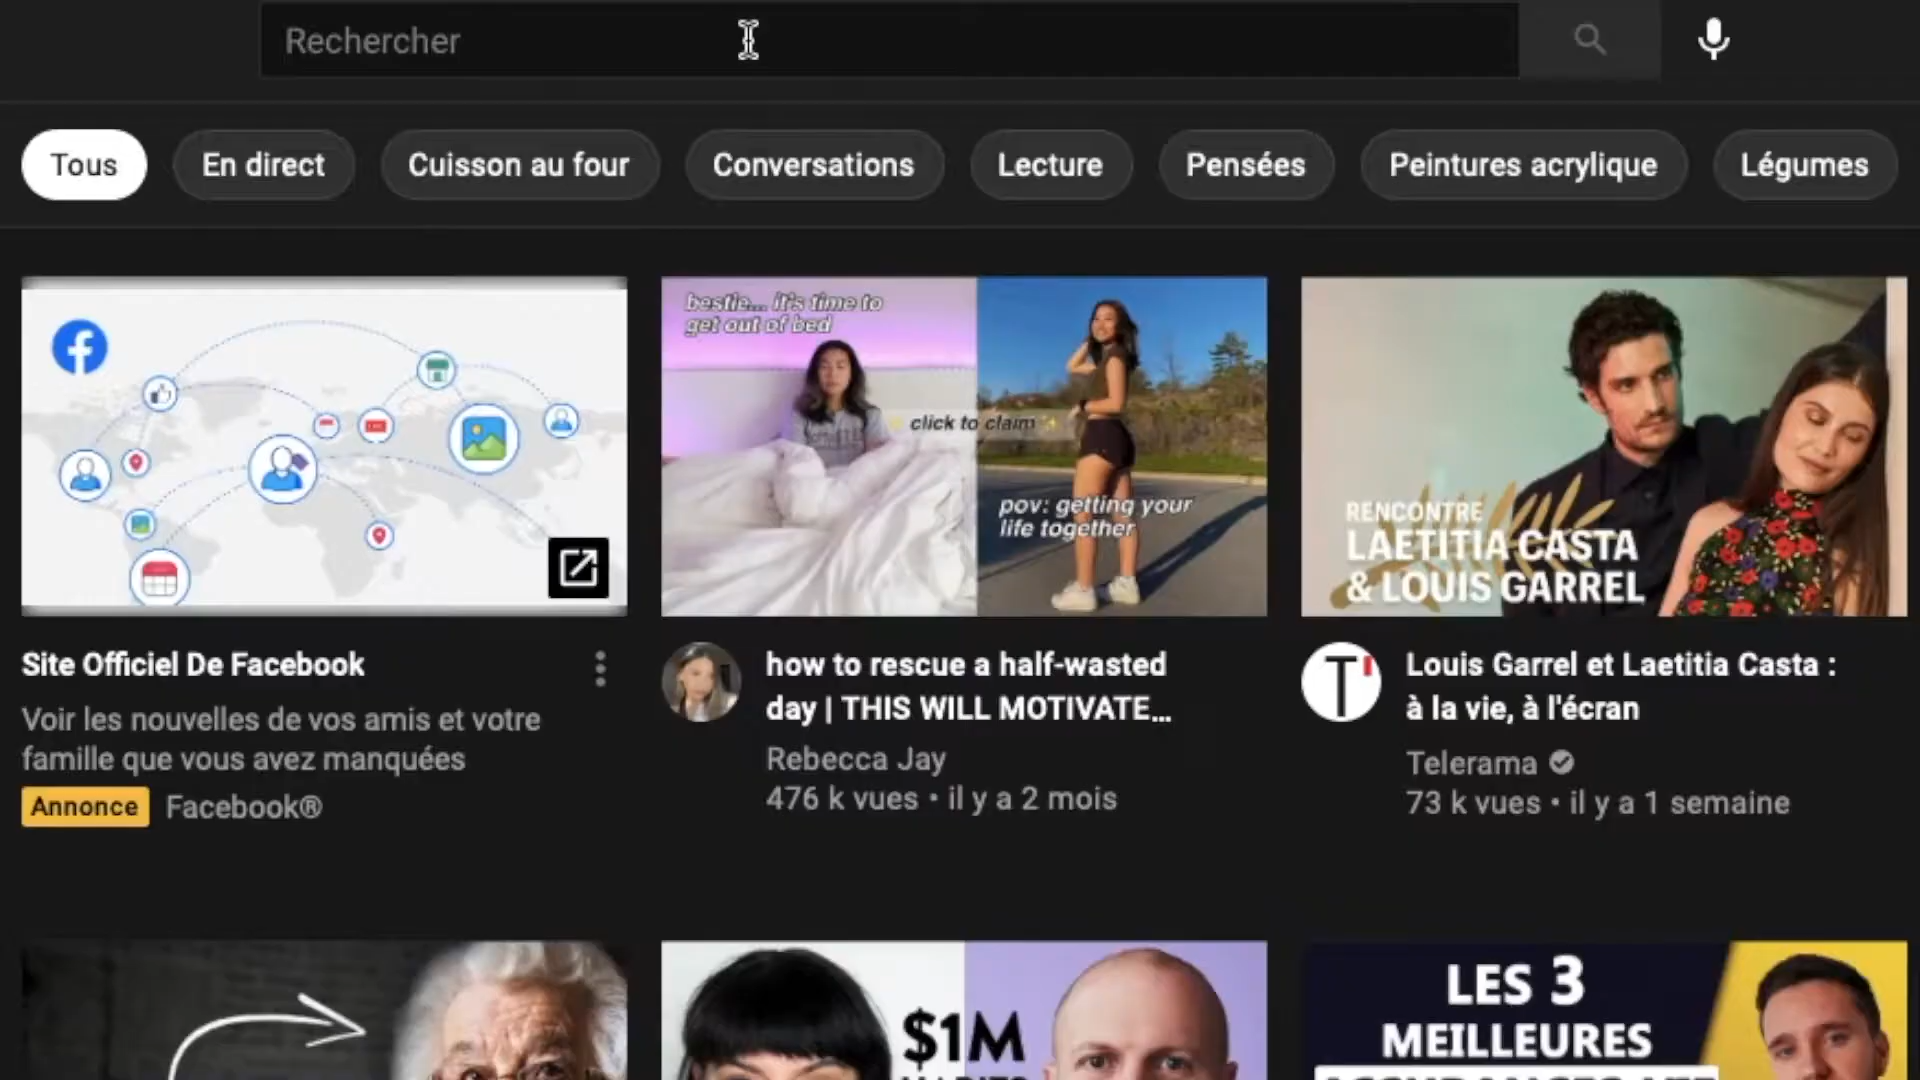 Rechercher
Tous
En direct
Cuisson au four
Conversations
Lecture
Pensées
Peintures acrylique
Légumes
bestie... it's time to
get out of bed
click to claim
pov: getting your
life together
RENCONTRE
LAETITIA CASTA
& LOUIS GARREL
Site Officiel De Facebook
Voir les nouvelles de vos amis et votre
famille que vous avez manquées
Annonce Facebook®
how to rescue a half-wasted
day | THIS WILL MOTIVATE...
Rebecca Jay
476 k vues • il y a 2 mois
T'
Louis Garrel et Laetitia Casta :
à la vie, à l'écran
Telerama
73 k vues • il y a 1 semaine
$1M
LES 3
MEILLEURES